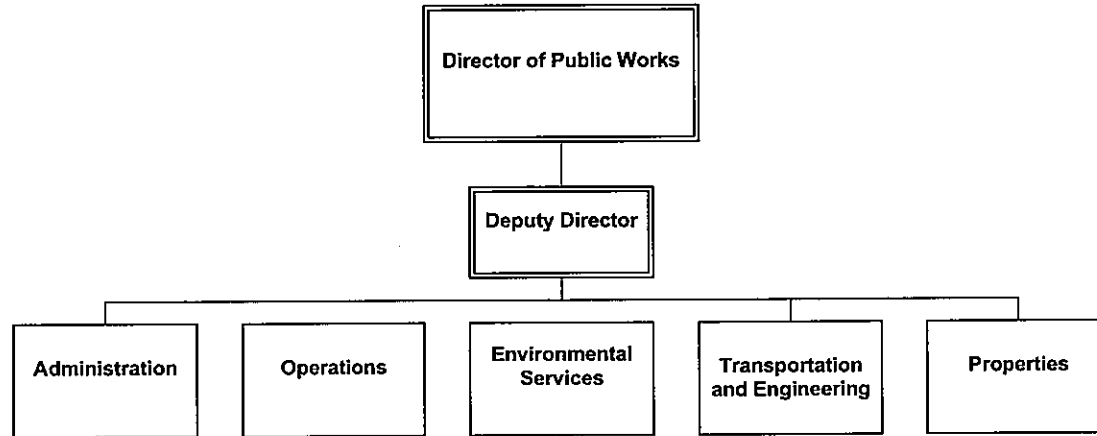 Director of Public Works
Deputy Director
Administration
Operations
Environmental
Services
Transportation
and Engineering
Properties